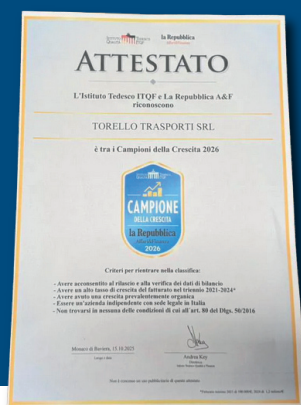 la Repubblica
ATTESTATO
L'Istituto Tedesco ITQF e La Repubblica A&F
riconoscono
TORELLO TRASPORTI SRL
è tra i Campioni della Crescita 2026
CAMPIONE
DELLA CRESCITA
la Repubblica
2026
Criteri per rientrare nella classifica:
- Avere acconsentito al rilascio e alla verifica dei dati di bilancio
- Avere un alto tasso di crescita del fatturato nel triennio 2021-2024*
- Avere avuto una crescita prevalentemente organica
- Essere un'azienda indipendente con sede legale in Italia
- Non trovarsi in nessuna delle condizioni di cui all'art. 80 del Dlgs. 50/2016
Monaco di Baviera, 15.10.2025
Andrea Key